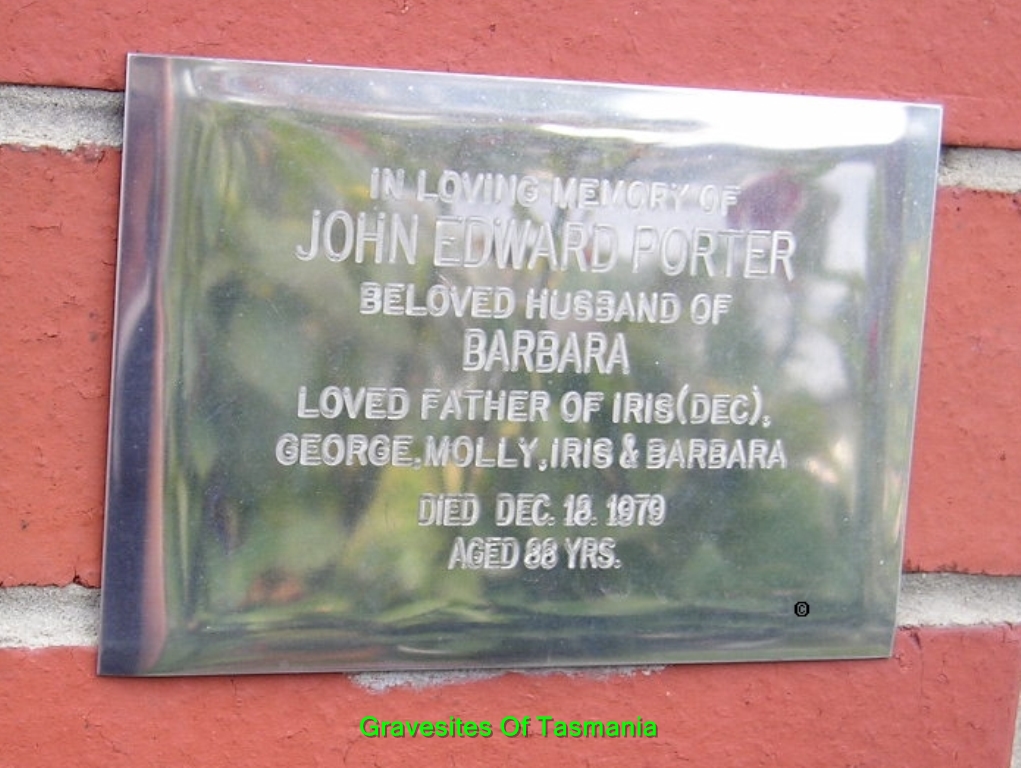 IN LOVING MEMORY OF
JOHN EDWARD PORTER
BELOVED HUSBAND OF
BARBARA
LOVED FATHER OF IRIS(DEC),
GEORGE, MOLLY, IRIS & BARBARA
DIED DEC. 18. 1979
AGED 88 YRS.
©
Gravesites Of Tasmania